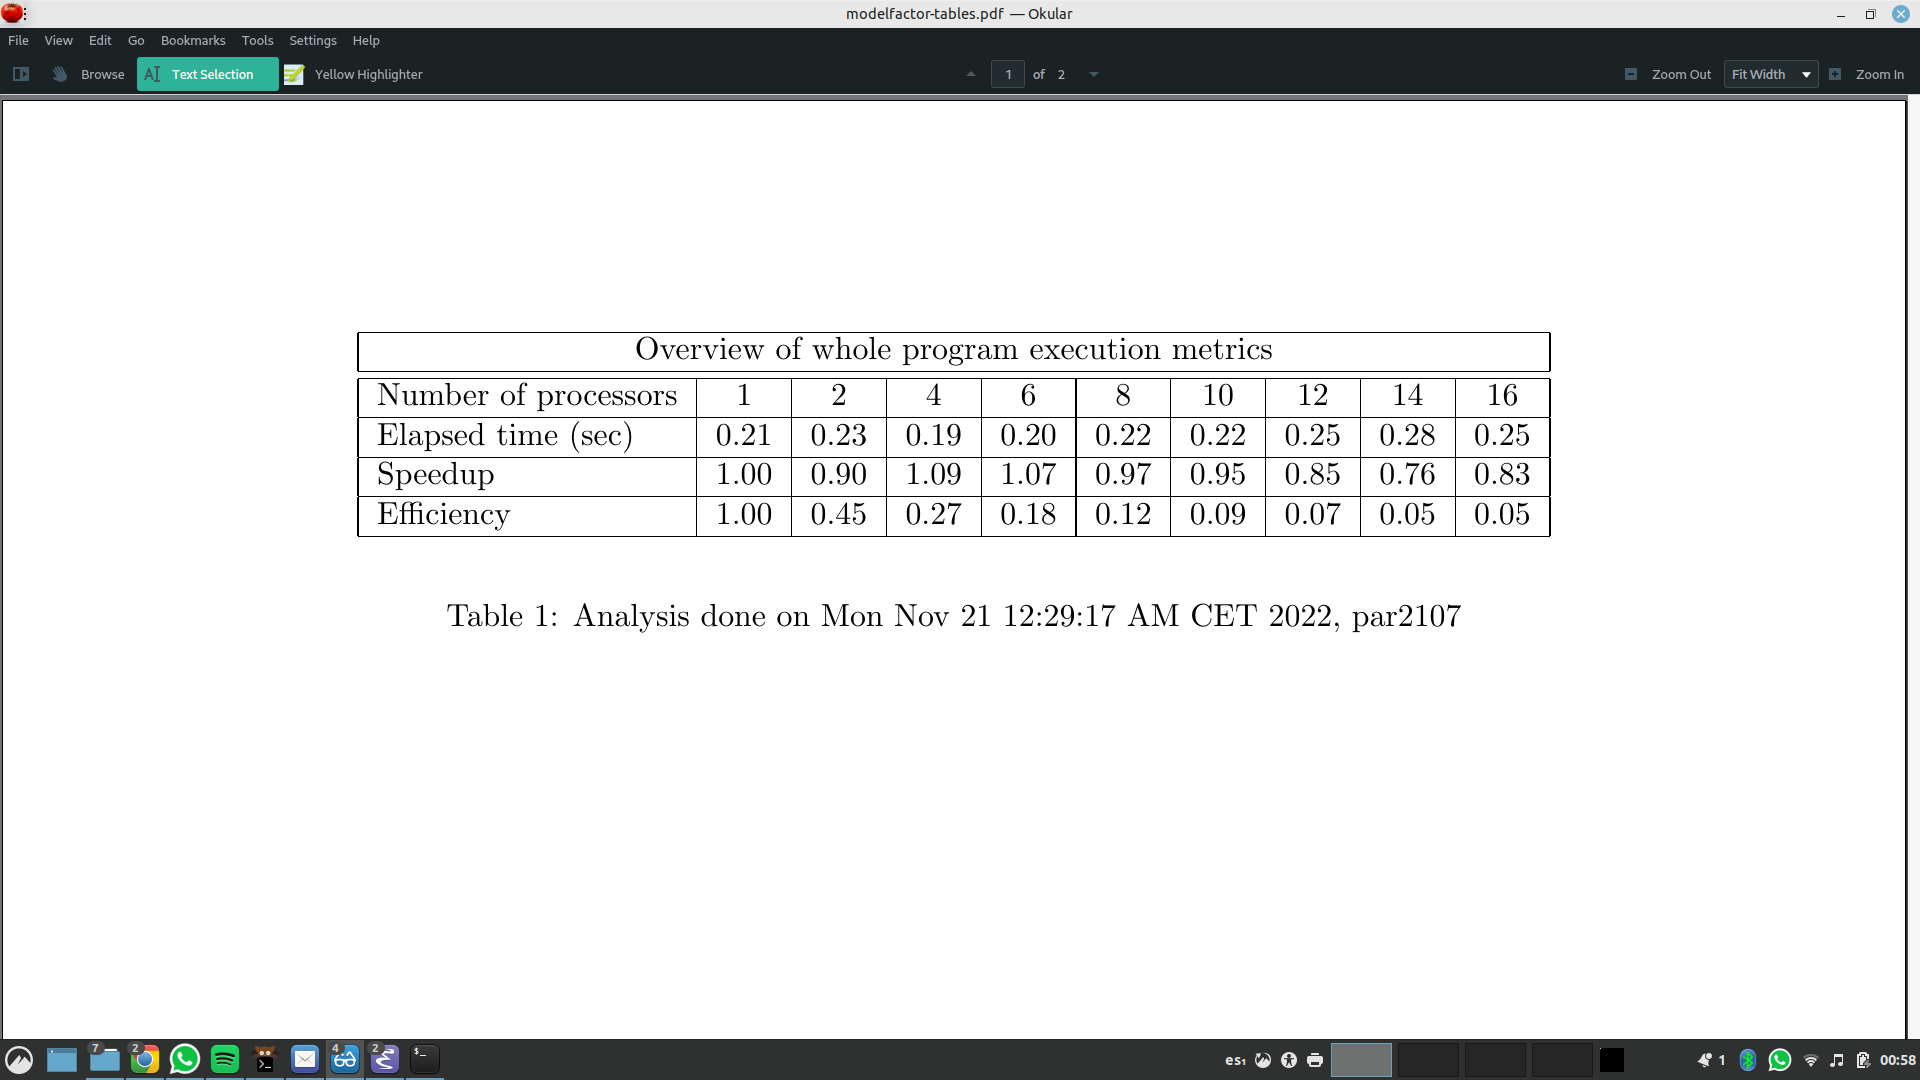 modelfactor-tables.pdf — Okular
File View Edit Go Bookmarks Tools Settings Help
Browse Text Selection Yellow Highlighter 1 of 2 Zoom Out Fit Width Zoom In
Overview of whole program execution metrics
Number of processors 1 2 4 6 8 10 12 14 16
Elapsed time (sec) 0.21 0.23 0.19 0.20 0.22 0.22 0.25 0.28 0.25
Speedup 1.00 0.90 1.09 1.07 0.97 0.95 0.85 0.76 0.83
Efficiency 1.00 0.45 0.27 0.18 0.12 0.09 0.07 0.05 0.05
Table 1: Analysis done on Mon Nov 21 12:29:17 AM CET 2022, par2107
7 2 4 2 es1 1 00:58